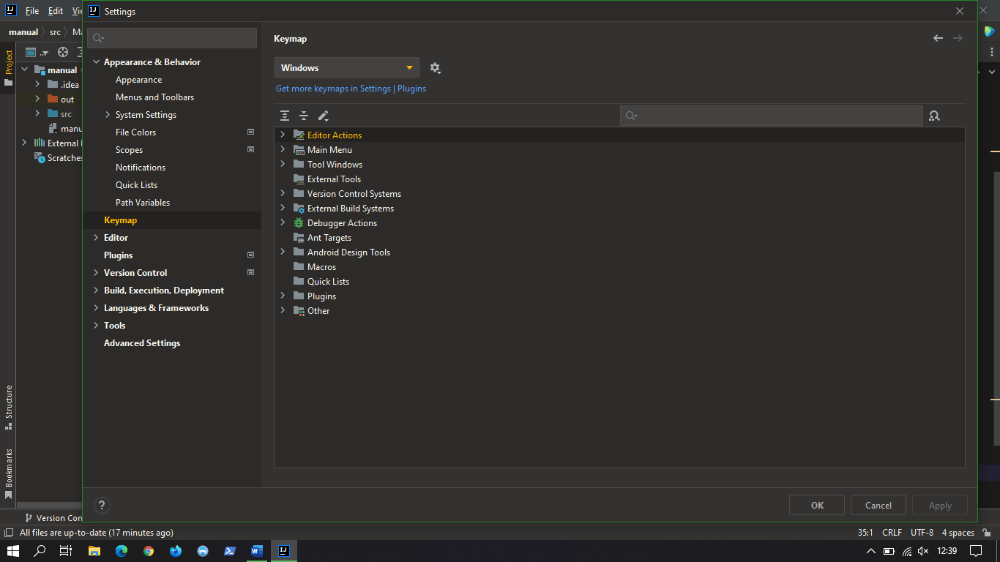 File Edit
Settings
manual src
Project
manual
.idea
out
src
External
Structure
Bookmarks
Appearance & Behavior
Appearance
Menus and Toolbars
System Settings
File Colors
Scopes
Notifications
Quick Lists
Path Variables
Keymap
Editor
Plugins
Version Control
Build, Execution, Deployment
Languages & Frameworks
Tools
Advanced Settings
Keymap
Windows
Get more keymaps in Settings | Plugins
Editor Actions
Main Menu
Tool Windows
External Tools
Version Control Systems
External Build Systems
Debugger Actions
Ant Targets
Android Design Tools
Macros
Quick Lists
Plugins
Other
?
OK Cancel Apply
Version Con
All files are up-to-date (17 minutes ago) 35:1 CRLF UTF-8 4 spaces
12:39